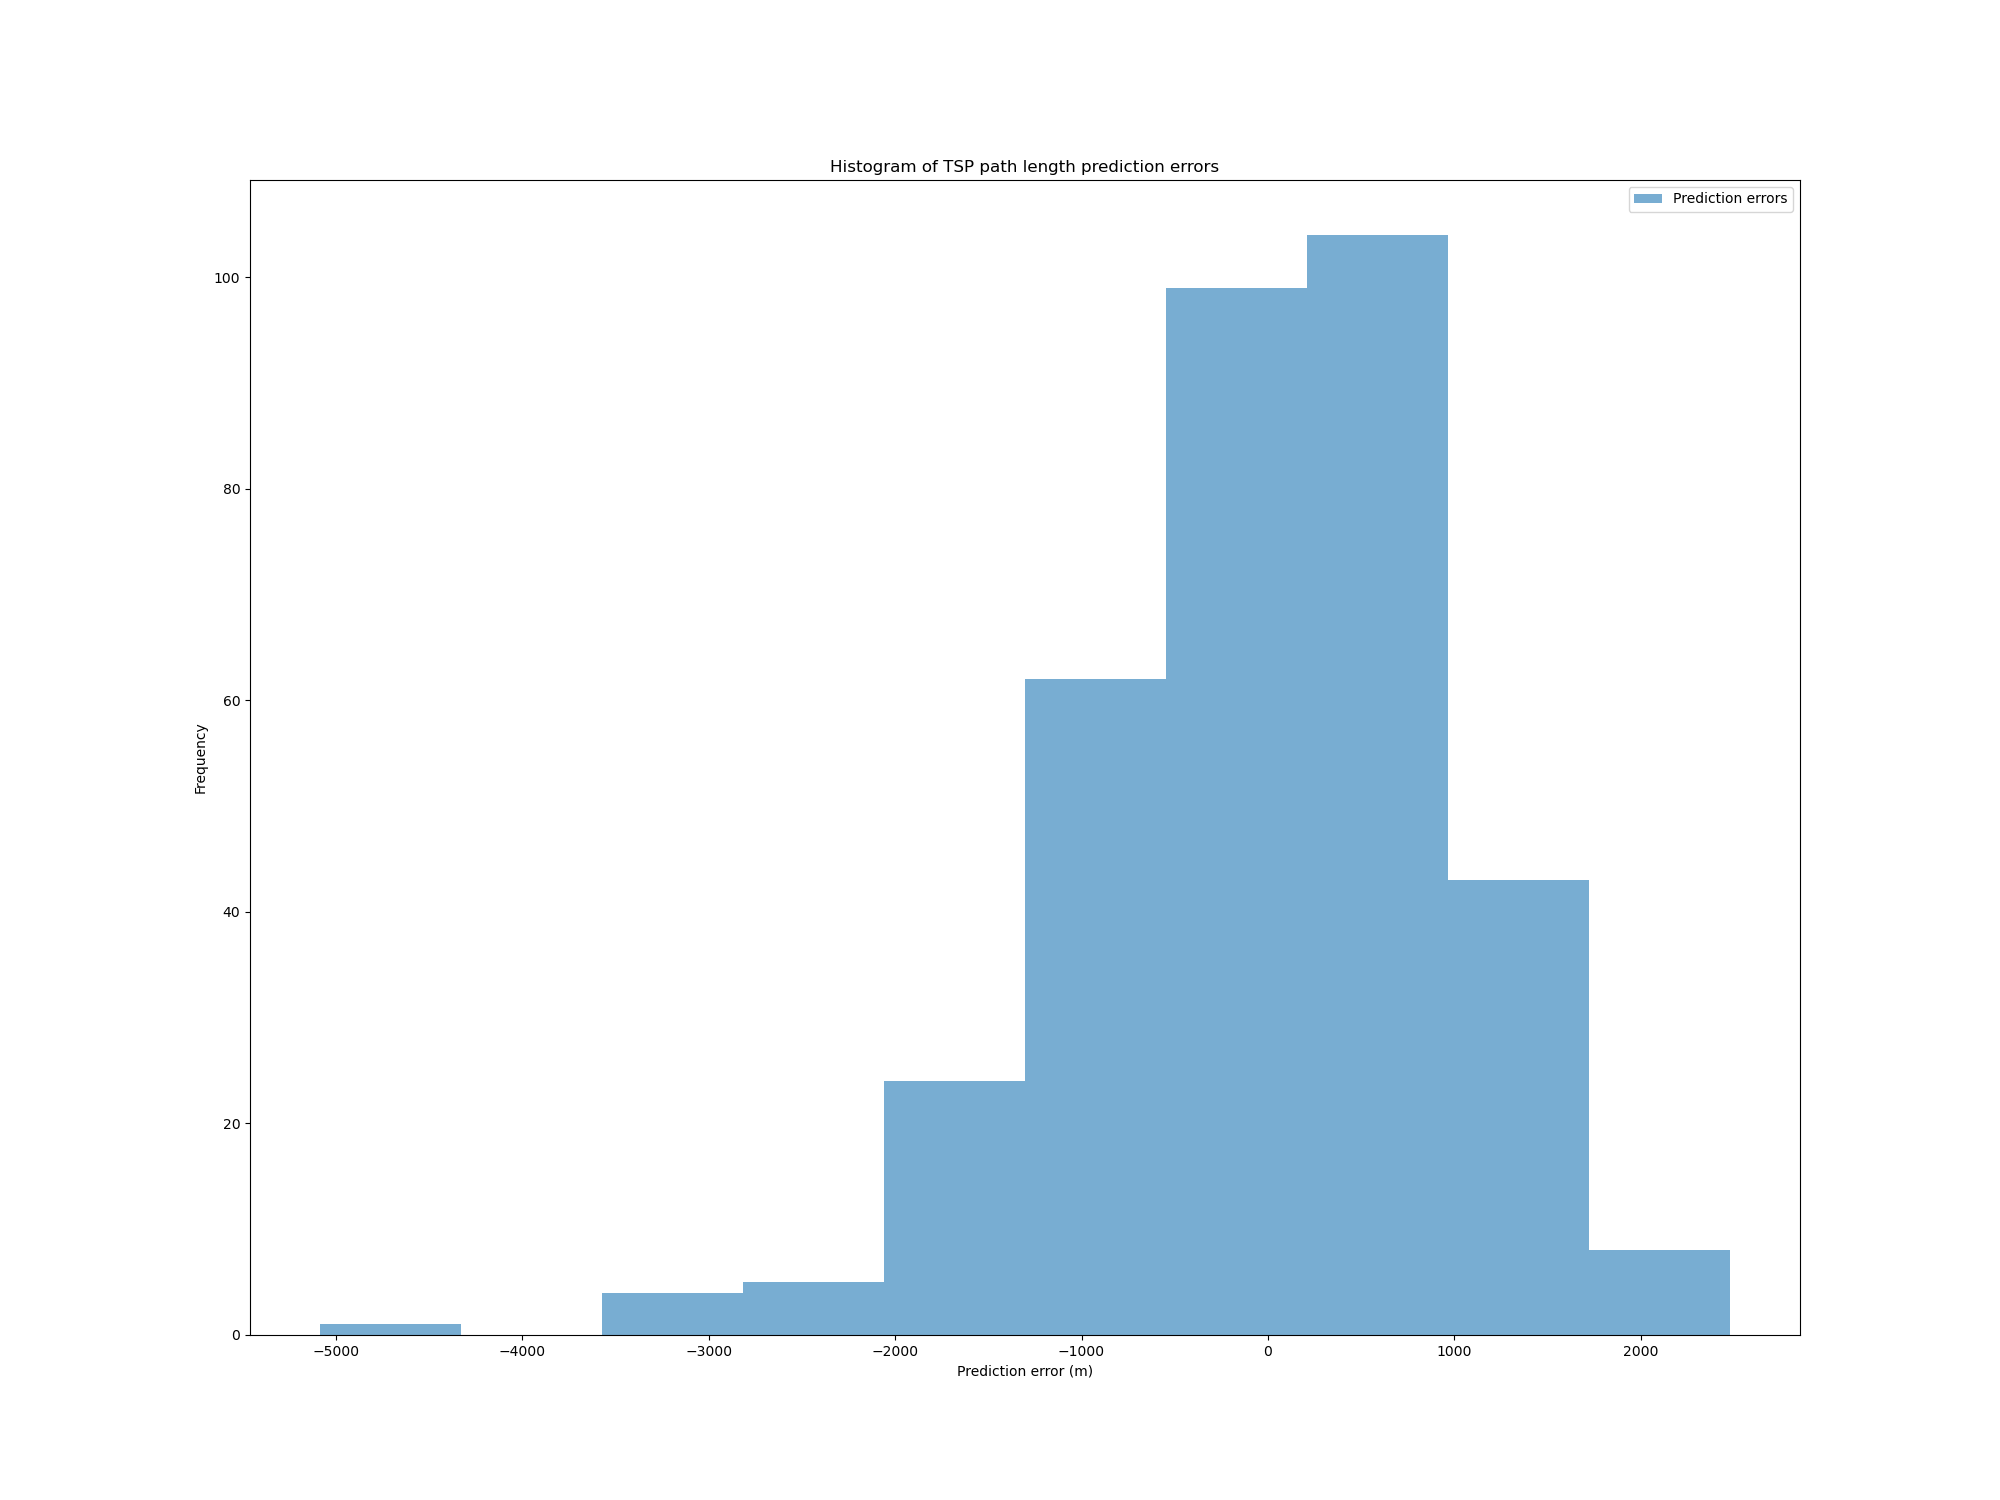 Histogram of TSP path length prediction errors
Prediction errors
100
80
60
40
20
0
Frequency
−5000 −4000 −3000 −2000 −1000 0 1000 2000
Prediction error (m)